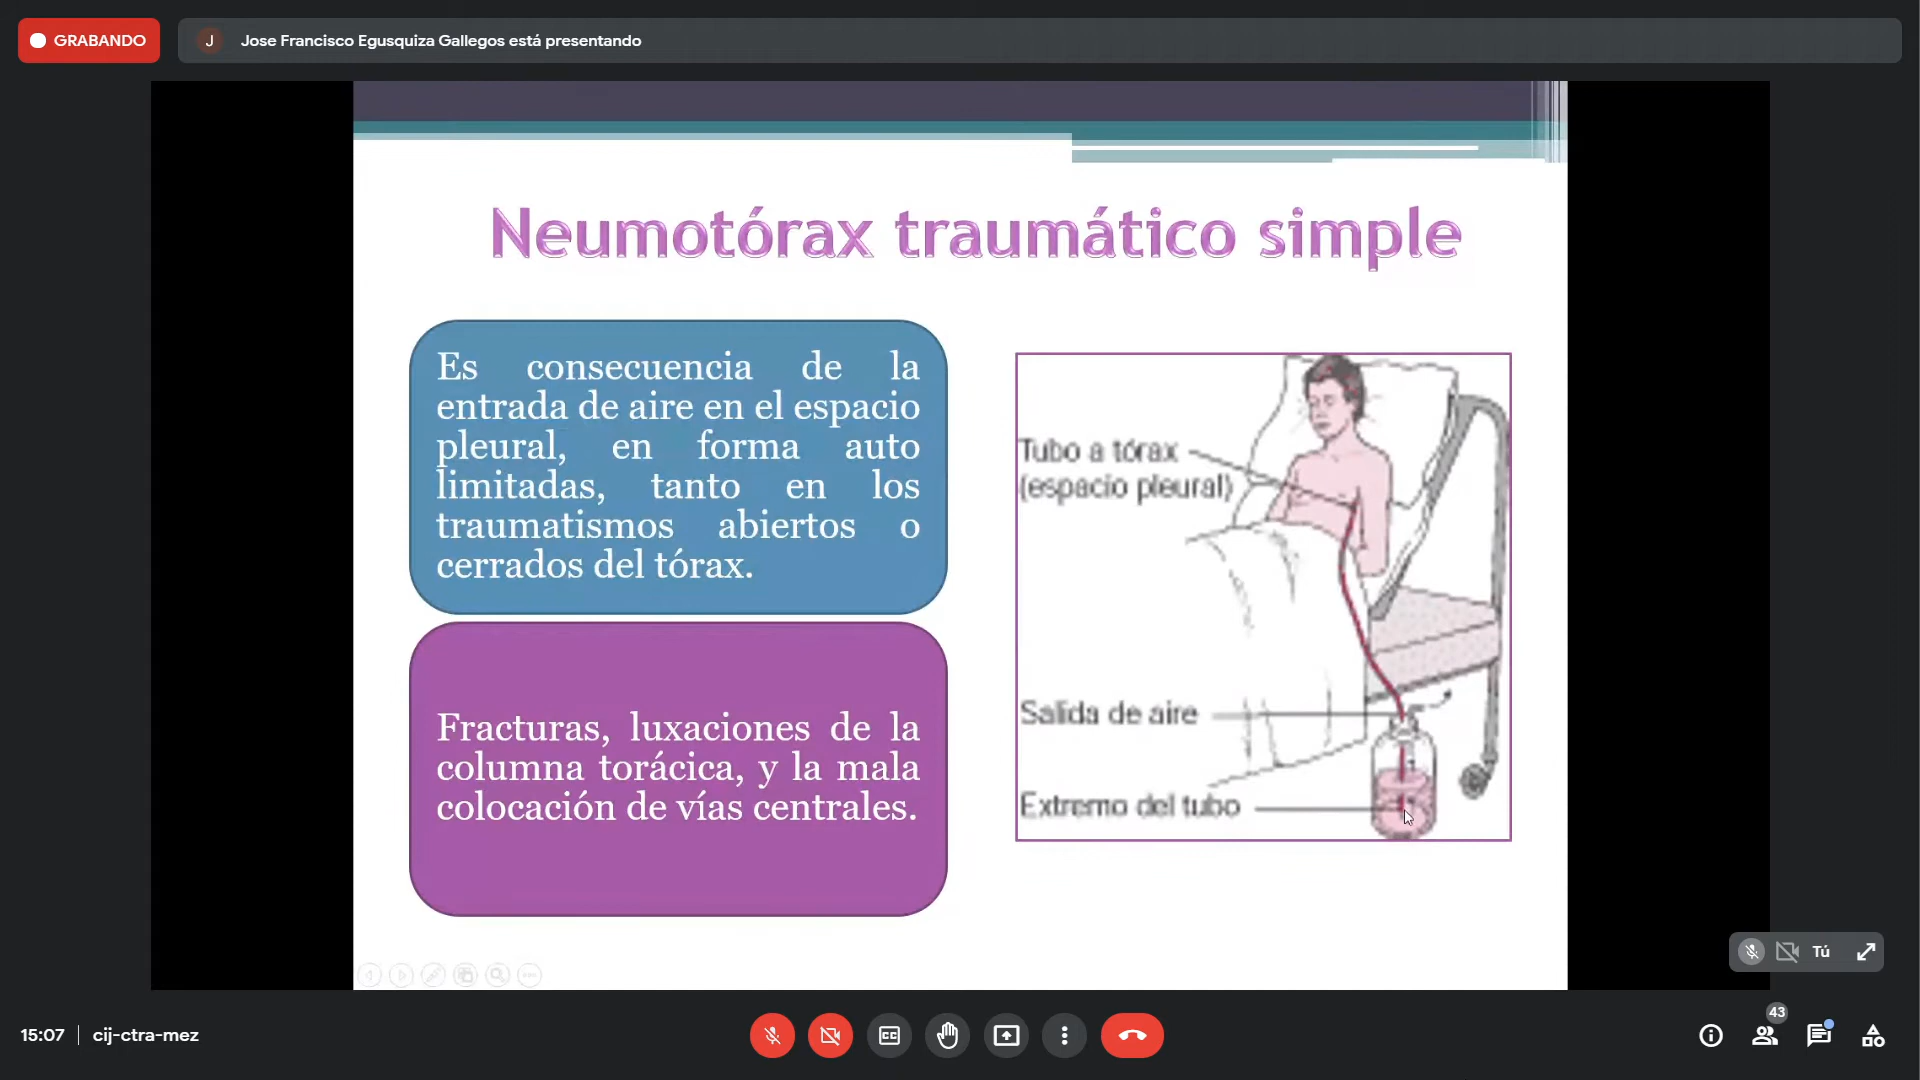 GRABANDO
J
Jose Francisco Egusquiza Gallegos está presentando
Neumotórax traumático simple
Es consecuencia de la
entrada de aire en el espacio
pleural, en forma auto
limitadas, tanto en los
traumatismos abiertos o
cerrados del tórax.
Fracturas, luxaciones de la
columna torácica, y la mala
colocación de vías centrales.
Tubo a tórax
(espacio pleural)
Salida de aire
Extremo del tubo
Tú
15:07
cij-ctra-mez
CC
43